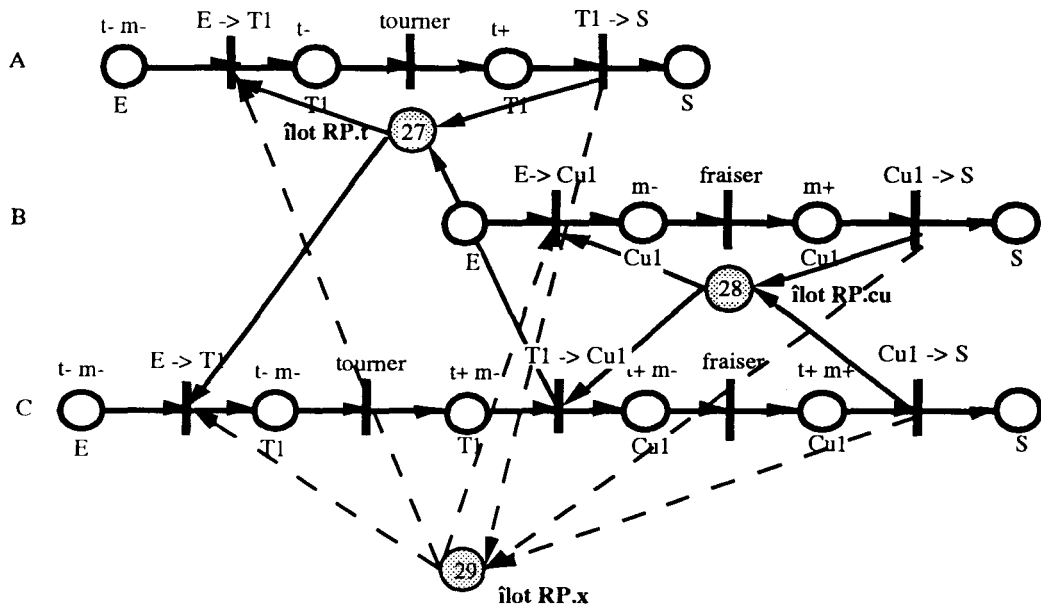 t- m- E -> T1 t- tourner t+ T1 -> S
A
E T1 T1 S
îlot RP.t 27
E-> Cu1 m- fraiser m+ Cu1 -> S
B
E Cu1 Cu1 S
28 îlot RP.cu
t- m- E -> T1 t- m- tourner t+ m- T1 -> Cu1 t+ m- fraiser t+ m+ Cu1 -> S
C
E T1 T1 Cu1 Cu1 S
29
îlot RP.x